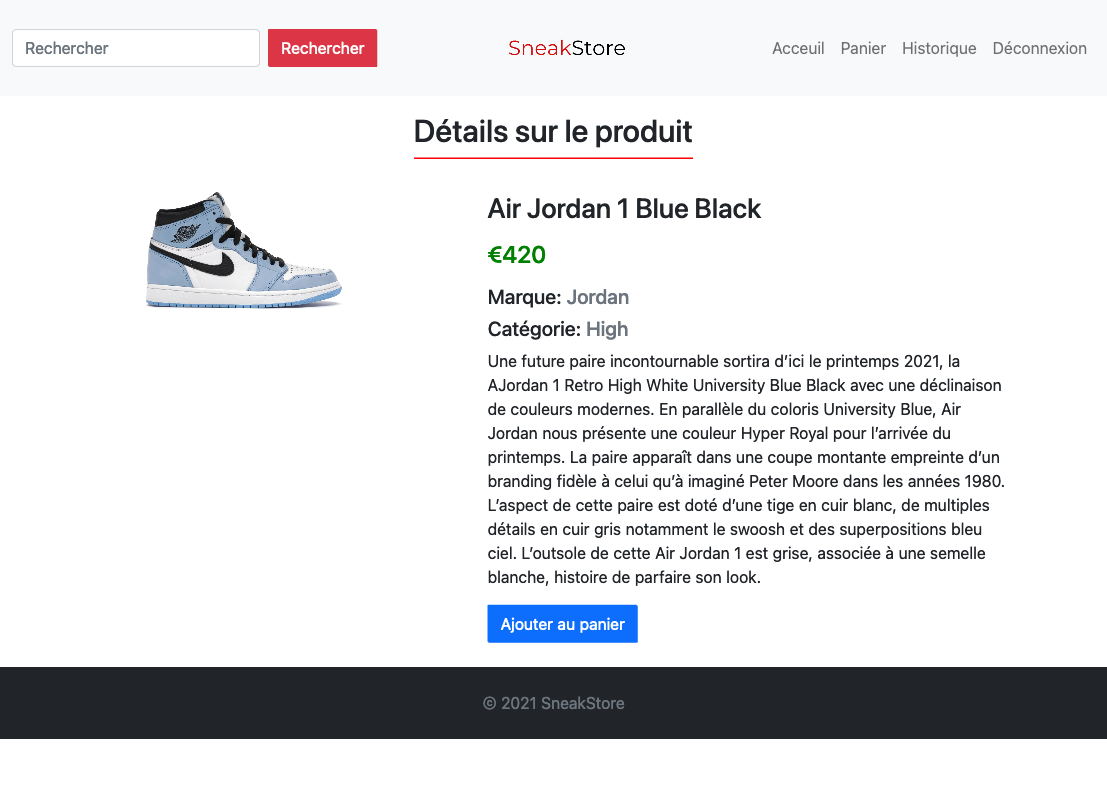 Rechercher Rechercher SneakStore Acceuil Panier Historique Déconnexion
Détails sur le produit
Air Jordan 1 Blue Black
€420
Marque: Jordan
Catégorie: High
Une future paire incontournable sortira d’ici le printemps 2021, la
AJordan 1 Retro High White University Blue Black avec une déclinaison
de couleurs modernes. En parallèle du coloris University Blue, Air
Jordan nous présente une couleur Hyper Royal pour l’arrivée du
printemps. La paire apparaît dans une coupe montante empreinte d’un
branding fidèle à celui qu’à imaginé Peter Moore dans les années 1980.
L’aspect de cette paire est doté d’une tige en cuir blanc, de multiples
détails en cuir gris notamment le swoosh et des superpositions bleu
ciel. L’outsole de cette Air Jordan 1 est grise, associée à une semelle
blanche, histoire de parfaire son look.
Ajouter au panier
© 2021 SneakStore